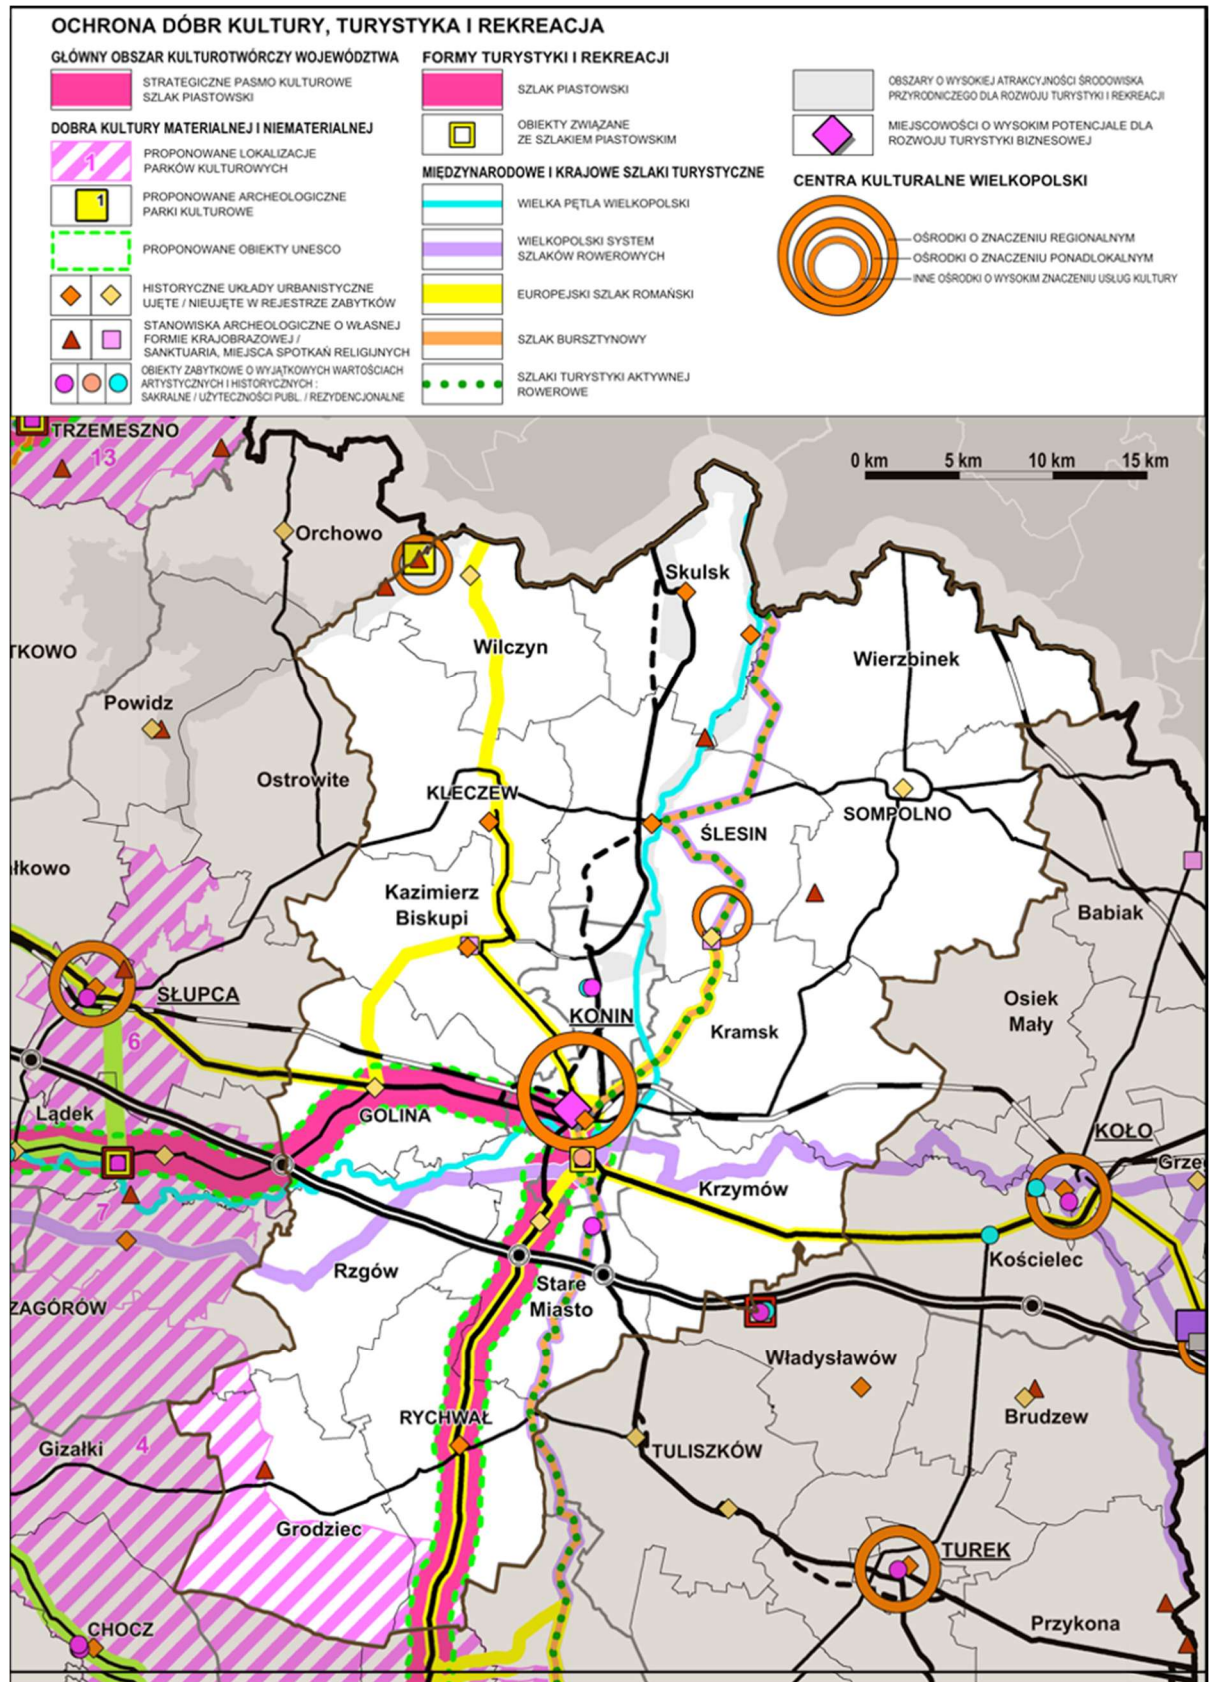 OCHRONA DÓBR KULTURY, TURYSTYKA I REKREACJA
GŁÓWNY OBSZAR KULTUROTWÓRCZY WOJEWÓDZTWA
STRATEGICZNE PASMO KULTUROWE
SZLAK PIASTOWSKI
DOBRA KULTURY MATERIALNEJ I NIEMATERIALNEJ
1
PROPONOWANE LOKALIZACJE
PARKÓW KULTUROWYCH
1
PROPONOWANE ARCHEOLOGICZNE
PARKI KULTUROWE
PROPONOWANE OBIEKTY UNESCO
HISTORYCZNE UKŁADY URBANISTYCZNE
UJĘTE / NIEUJĘTE W REJESTRZE ZABYTKÓW
STANOWISKA ARCHEOLOGICZNE O WŁASNEJ
FORMIE KRAJOBRAZOWEJ /
SANKTUARIA, MIEJSCA SPOTKAŃ RELIGIJNYCH
OBIEKTY ZABYTKOWE O WYJĄTKOWYCH WARTOŚCIACH
ARTYSTYCZNYCH I HISTORYCZNYCH :
SAKRALNE / UŻYTECZNOŚCI PUBL. / REZYDENCJONALNE
FORMY TURYSTYKI I REKREACJI
SZLAK PIASTOWSKI
OBIEKTY ZWIĄZANE
ZE SZLAKIEM PIASTOWSKIM
MIĘDZYNARODOWE I KRAJOWE SZLAKI TURYSTYCZNE
WIELKA PĘTLA WIELKOPOLSKI
WIELKOPOLSKI SYSTEM
SZLAKÓW ROWEROWYCH
EUROPEJSKI SZLAK ROMAŃSKI
SZLAK BURSZTYNOWY
SZLAKI TURYSTYKI AKTYWNEJ
ROWEROWE
OBSZARY O WYSOKIEJ ATRAKCYJNOŚCI ŚRODOWISKA
PRZYRODNICZEGO DLA ROZWOJU TURYSTYKI I REKREACJI
MIEJSCOWOŚCI O WYSOKIM POTENCJALE DLA
ROZWOJU TURYSTYKI BIZNESOWEJ
CENTRA KULTURALNE WIELKOPOLSKI
OŚRODKI O ZNACZENIU REGIONALNYM
OŚRODKI O ZNACZENIU PONADLOKALNYM
INNE OŚRODKI O WYSOKIM ZNACZENIU USŁUG KULTURY
TRZEMESZNO
13
0 km 5 km 10 km 15 km
Orchowo
Skulsk
Wilczyn
TKOWO
Wierzbinek
Powidz
Ostrowite
KLECZEW
SOMPOLNO
ŚLESIN
ałkowo
Kazimierz
Biskupi
Babiak
SŁUPCA
Osiek
Mały
KONIN
Kramsk
6
Lądek
GOLINA
KOŁO
Grze
Krzymów
7
Kościelec
Rzgów
Stare
Miasto
ZAGÓRÓW
Władysławów
RYCHWAŁ
Brudzew
Gizałki
4
TULISZKÓW
Grodziec
TUREK
CHOCZ
Przykona